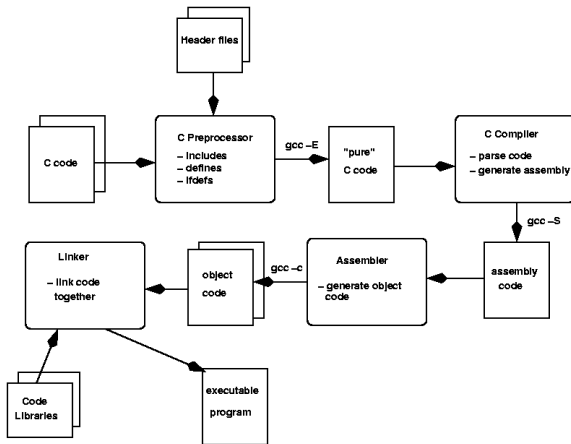 Header files
C Preprocessor
– includes
– defines
– ifdefs
C code
gcc –E
"pure"
C code
C Compiler
– parse code
– generate assembly
gcc –S
Linker
– link code
together
object
code
gcc –c
Assembler
– generate object
code
assembly
code
Code
Libraries
executable
program